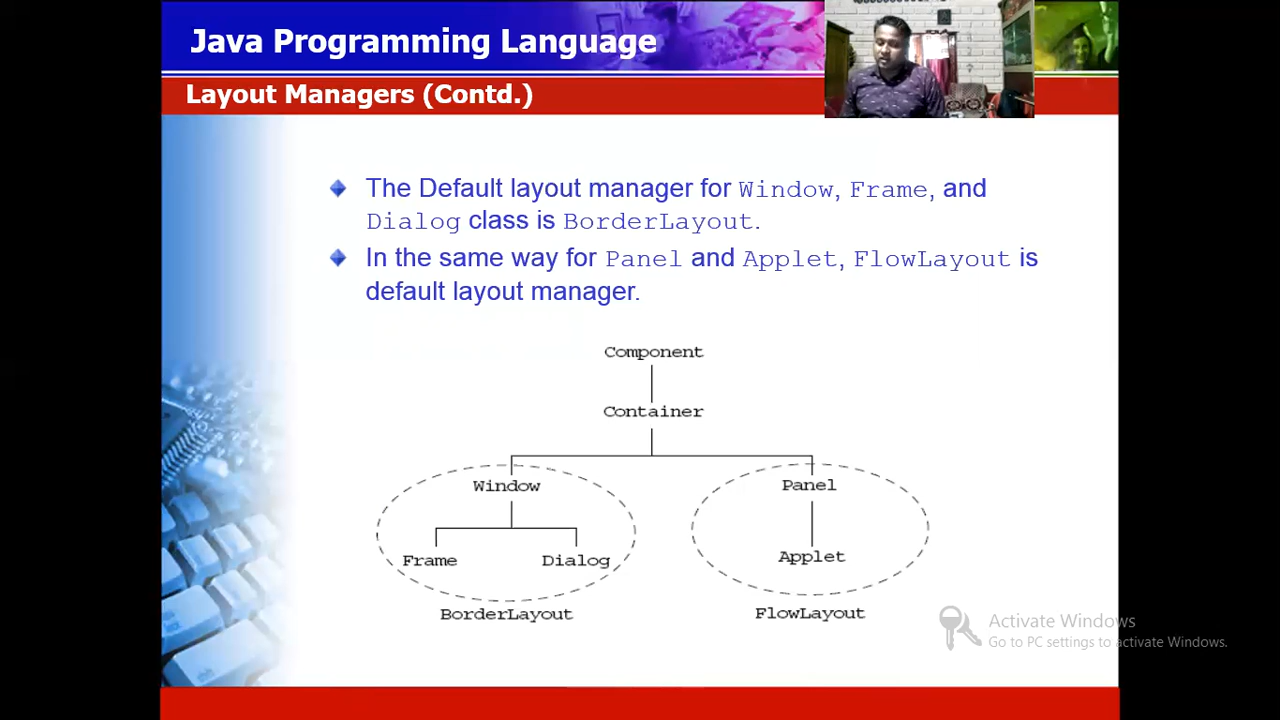 Java Programming Language
Layout Managers (Contd.)
The Default layout manager for Window, Frame, and
Dialog class is BorderLayout.
In the same way for Panel and Applet, FlowLayout is
default layout manager.
Component
Container
Window
Panel
Frame
Dialog
Applet
BorderLayout
FlowLayout
Activate Windows
Go to PC settings to activate Windows.